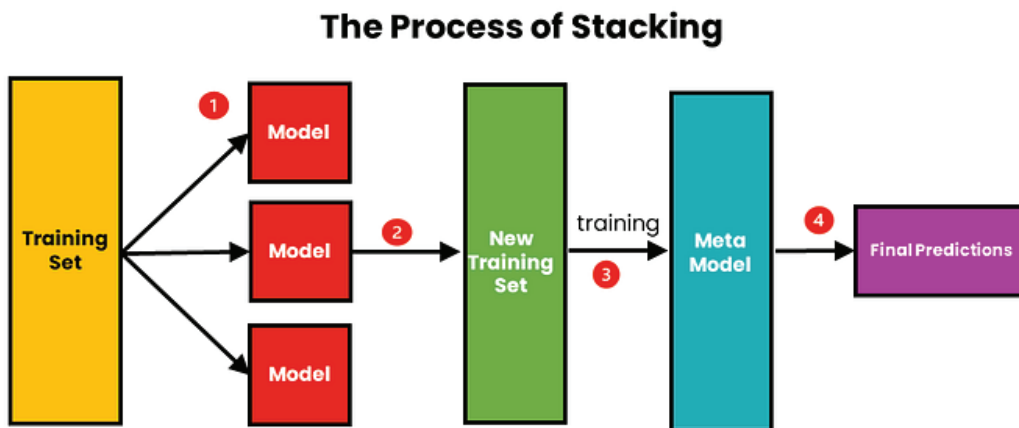 The Process of Stacking
1
Model
Training
Set
Model
2
Model
New
Training
Set
training
3
Meta
Model
4
Final Predictions